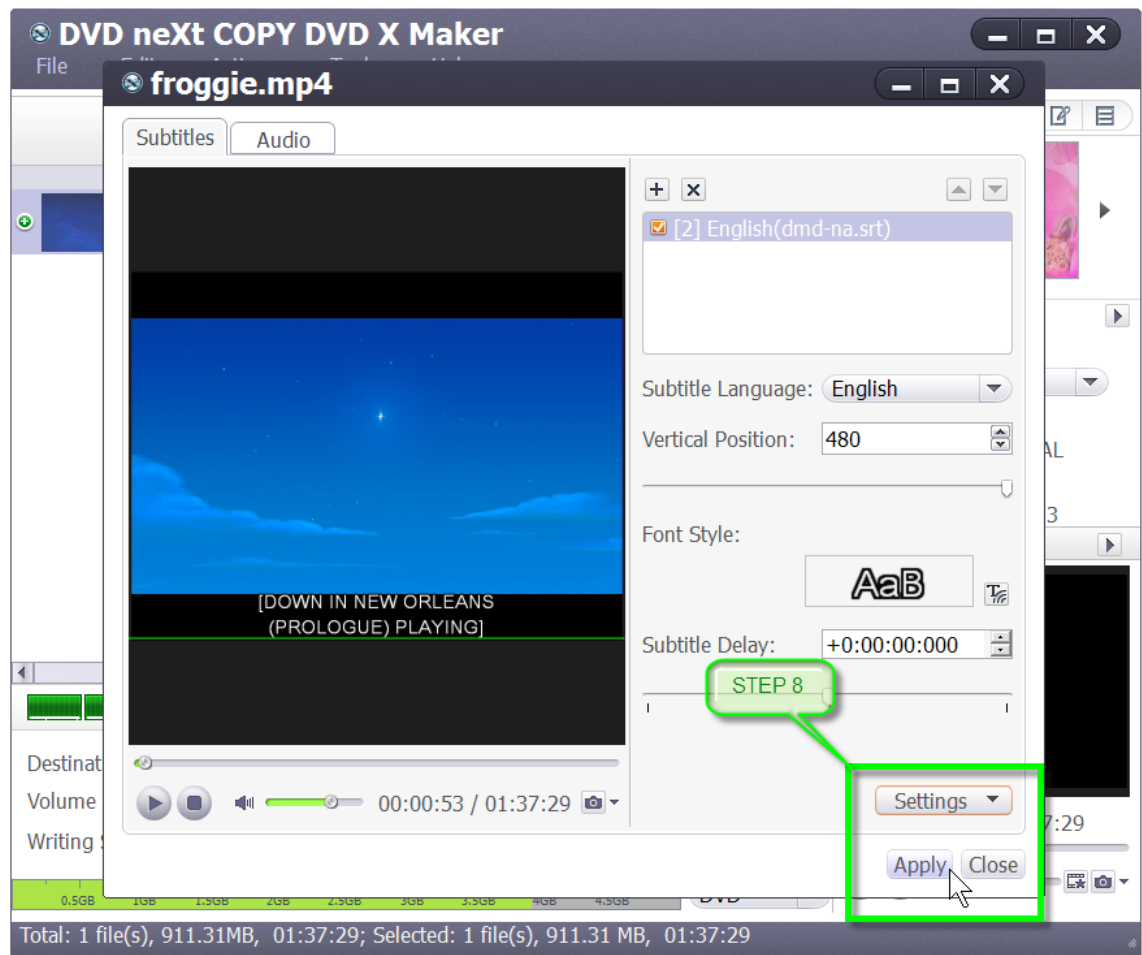 DVD neXt COPY DVD X Maker
File
froggie.mp4
Subtitles
Audio
[2] English(dmd-na.srt)
Subtitle Language: English
Vertical Position: 480
AL
3
Font Style:
AaB
[DOWN IN NEW ORLEANS
(PROLOGUE) PLAYING]
Subtitle Delay: +0:00:00:000
STEP 8
Destinat
Volume
Writing
00:00:53 / 01:37:29
Settings
7:29
Apply Close
0.5GB 1GB 1.5GB 2GB 2.5GB 3GB 3.5GB 4GB 4.5GB DVD
Total: 1 file(s), 911.31MB, 01:37:29; Selected: 1 file(s), 911.31 MB, 01:37:29